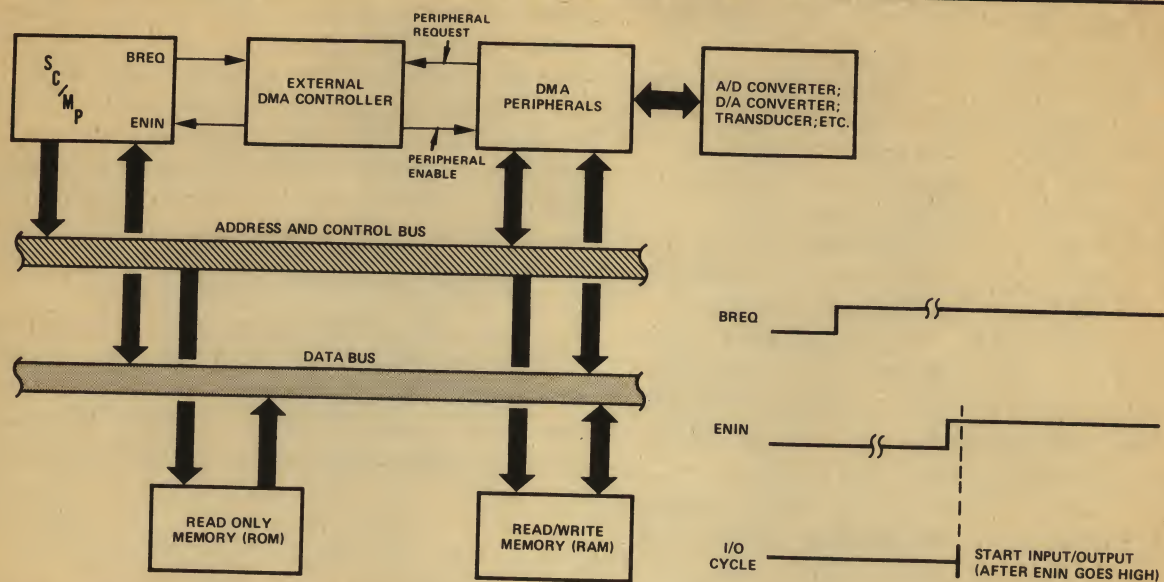 SC/MP
BREQ
ENIN
EXTERNAL
DMA CONTROLLER
PERIPHERAL
REQUEST
PERIPHERAL
ENABLE
DMA
PERIPHERALS
A/D CONVERTER;
D/A CONVERTER;
TRANSDUCER; ETC.
ADDRESS AND CONTROL BUS
DATA BUS
READ ONLY
MEMORY (ROM)
READ/WRITE
MEMORY (RAM)
BREQ
ENIN
I/O
CYCLE
START INPUT/OUTPUT
(AFTER ENIN GOES HIGH)